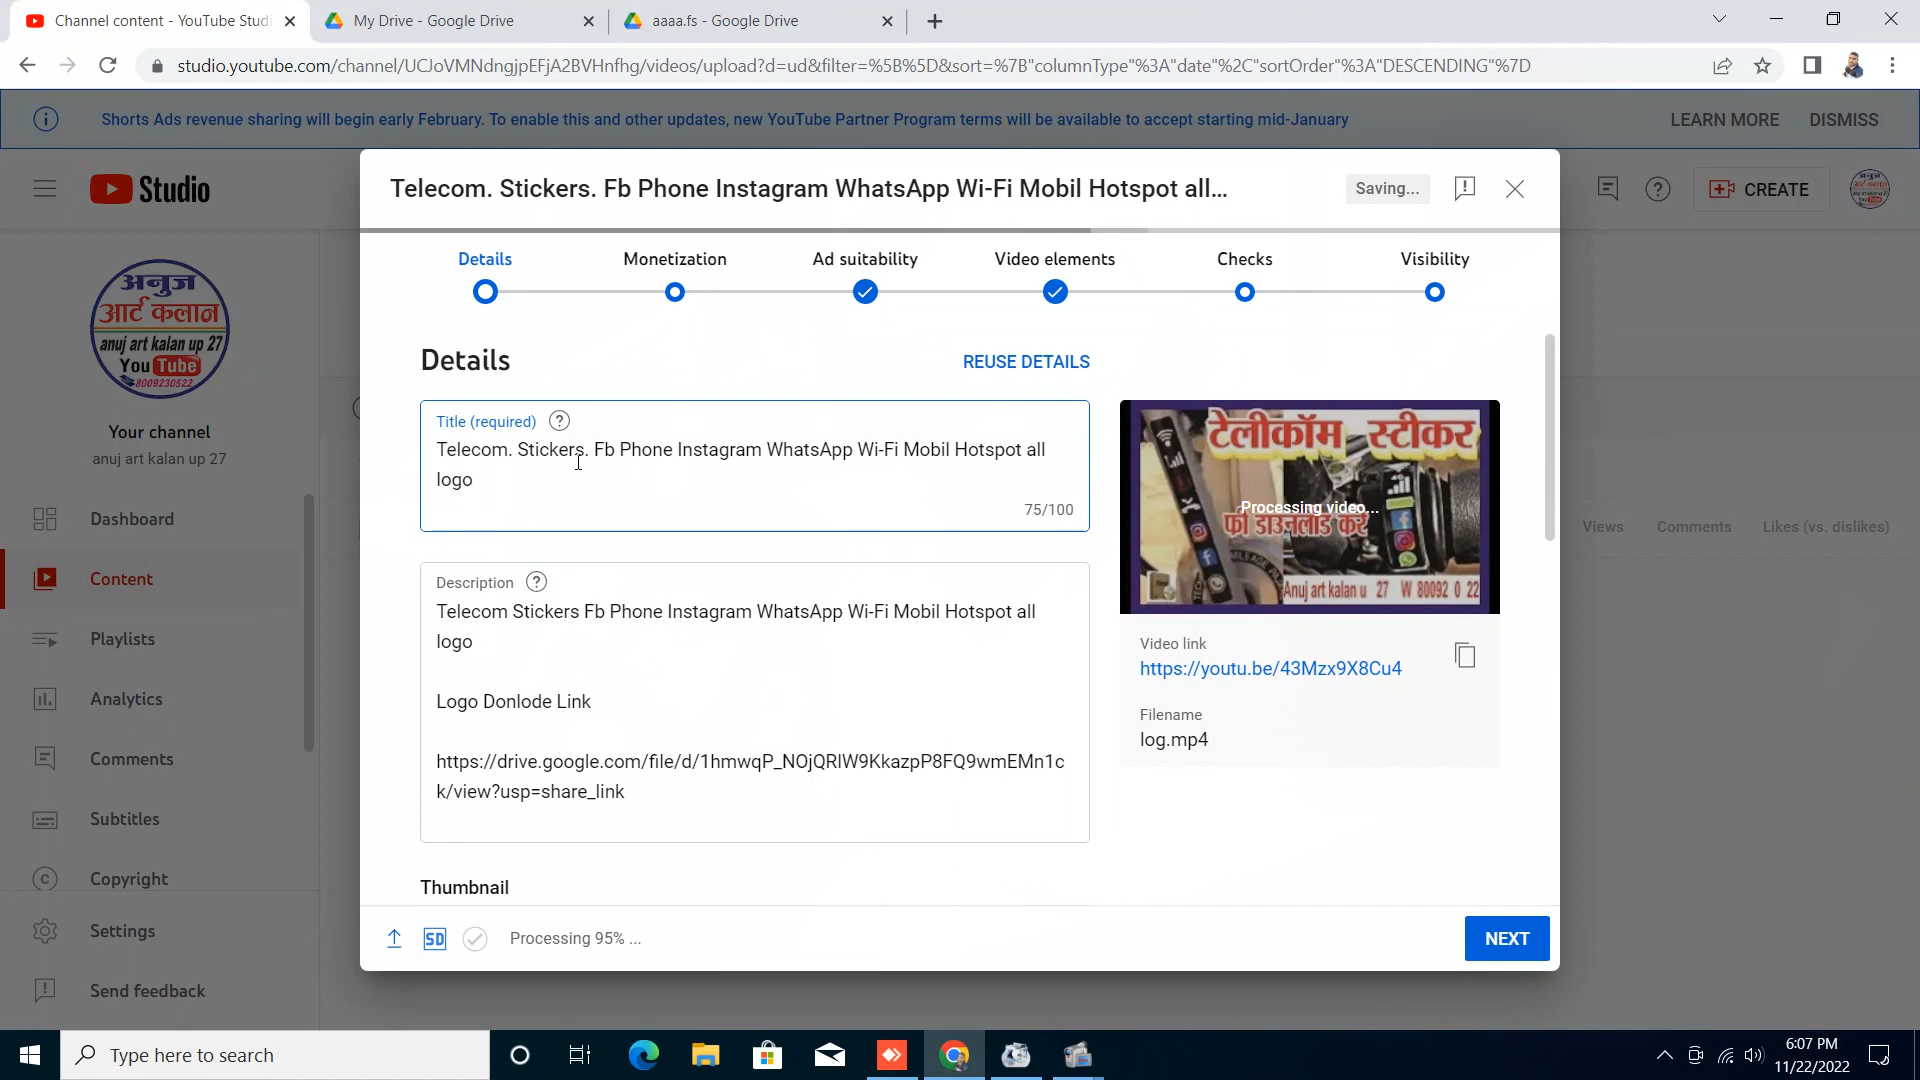 Channel content - YouTube Studi
My Drive - Google Drive
aaaa.fs - Google Drive
studio.youtube.com/channel/UCJoVMNdngjpEFjA2BVHnfhg/videos/upload?d=ud&filter=%5B%5D&sort=%7B"columnType"%3A"date"%2C"sortOrder"%3A"DESCENDING"%7D
Shorts Ads revenue sharing will begin early February. To enable this and other updates, new YouTube Partner Program terms will be available to accept starting mid-January
LEARN MORE
DISMISS
Studio
CREATE
Telecom. Stickers. Fb Phone Instagram WhatsApp Wi-Fi Mobil Hotspot all...
Saving...
Details
Monetization
Ad suitability
Video elements
Checks
Visibility
अनुज
आर्ट कलान
anuj art kalan up 27
You Tube
8009230522
Your channel
anuj art kalan up 27
Dashboard
Content
Playlists
Analytics
Comments
Subtitles
Copyright
Settings
Send feedback
Details
REUSE DETAILS
Title (required)
Telecom. Stickers. Fb Phone Instagram WhatsApp Wi-Fi Mobil Hotspot all
logo
75/100
Description
Telecom Stickers Fb Phone Instagram WhatsApp Wi-Fi Mobil Hotspot all
logo
Logo Donlode Link
https://drive.google.com/file/d/1hmwqP_NOjQRlW9KkazpP8FQ9wmEMn1c
k/view?usp=share_link
Thumbnail
टेलीकॉम स्टीकर
Processing video...
फ्री डाउनलोड करें
Anuj art kalan u 27 W 80092 0 22
Video link
https://youtu.be/43Mzx9X8Cu4
Filename
log.mp4
Views
Comments
Likes (vs. dislikes)
SD
Processing 95% ...
NEXT
Type here to search
6:07 PM
11/22/2022